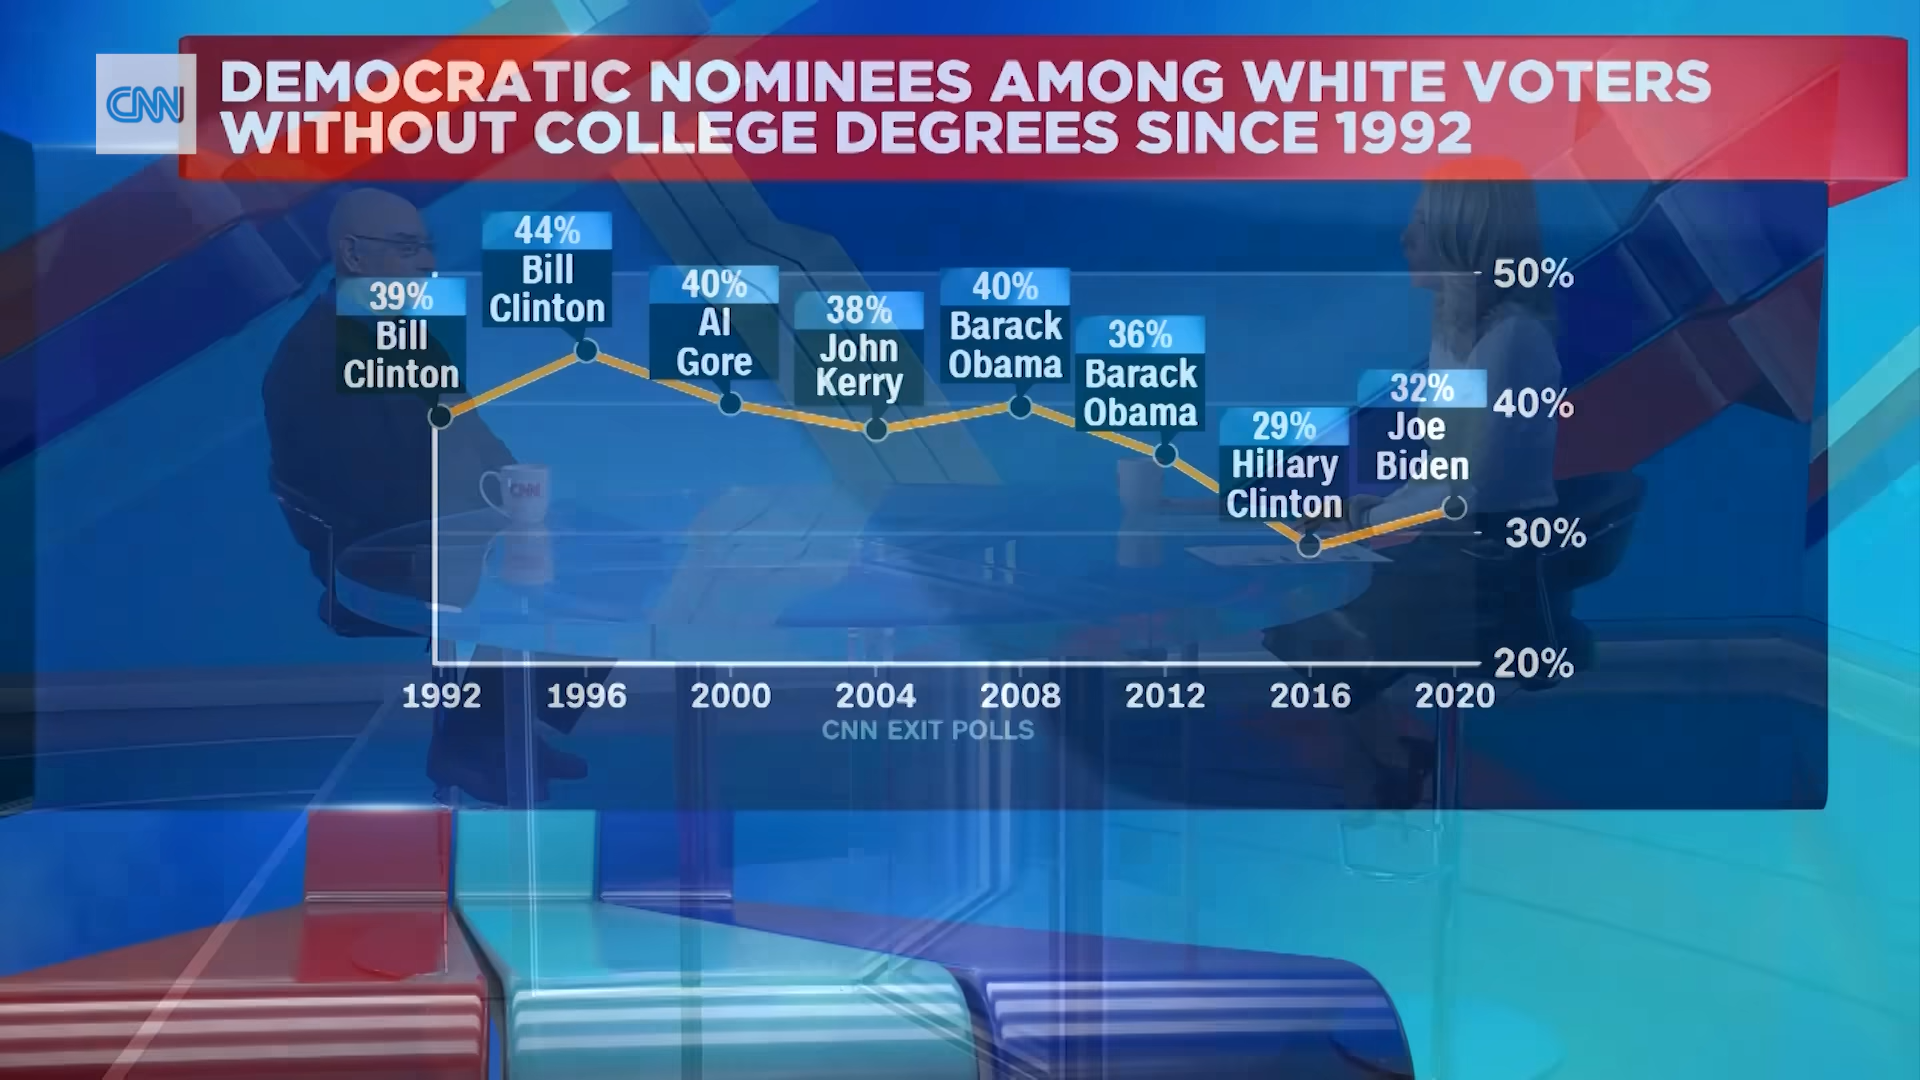 CNN
DEMOCRATIC NOMINEES AMONG WHITE VOTERS
WITHOUT COLLEGE DEGREES SINCE 1992
39%
Bill
Clinton
44%
Bill
Clinton
40%
Al
Gore
38%
John
Kerry
40%
Barack
Obama
36%
Barack
Obama
29%
Hillary
Clinton
32%
Joe
Biden
50%
40%
30%
20%
CNN
1992 1996 2000 2004 2008 2012 2016 2020
CNN EXIT POLLS